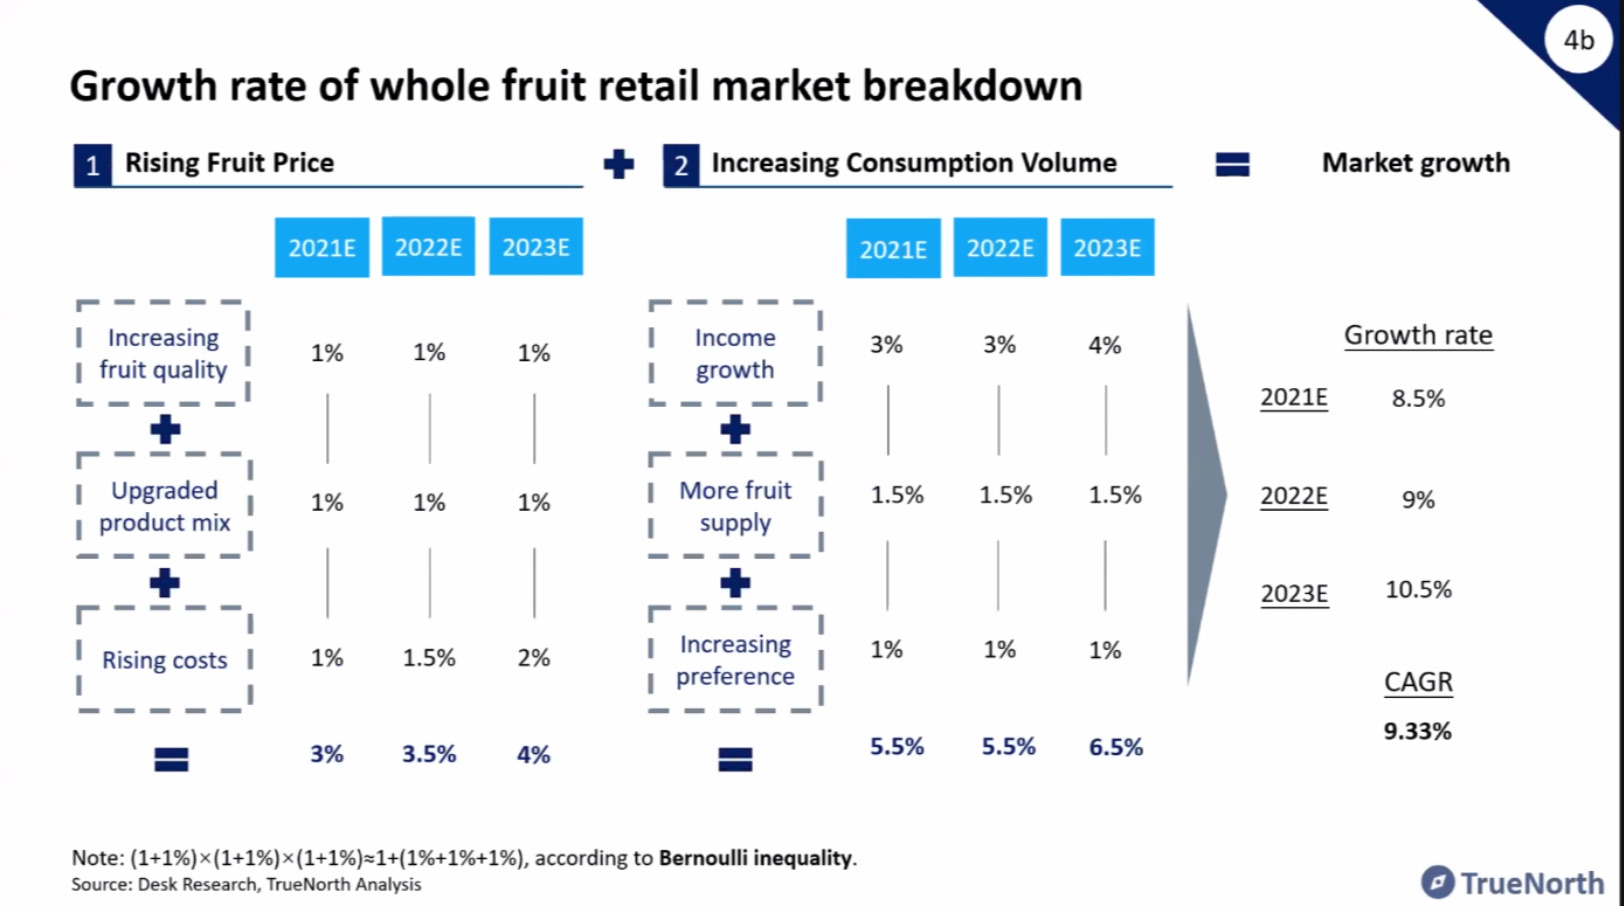 4b
Growth rate of whole fruit retail market breakdown
1 Rising Fruit Price
2 Increasing Consumption Volume
Market growth
2021E 2022E 2023E
2021E 2022E 2023E
Increasing
fruit quality
1% 1% 1%
Upgraded
product mix
1% 1% 1%
Rising costs
1% 1.5% 2%
3% 3.5% 4%
Income
growth
3% 3% 4%
More fruit
supply
1.5% 1.5% 1.5%
Increasing
preference
1% 1% 1%
5.5% 5.5% 6.5%
Growth rate
2021E 8.5%
2022E 9%
2023E 10.5%
CAGR
9.33%
Note: (1+1%)×(1+1%)×(1+1%)≈1+(1%+1%+1%), according to Bernoulli inequality.
Source: Desk Research, TrueNorth Analysis
TrueNorth